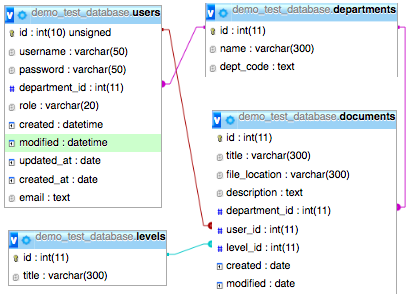 demo_test_database.users
id : int(10) unsigned
username : varchar(50)
password : varchar(50)
department_id : int(11)
role : varchar(20)
created : datetime
modified : datetime
updated_at : date
created_at : date
email : text
demo_test_database.departments
id : int(11)
name : varchar(300)
dept_code : text
demo_test_database.documents
id : int(11)
title : varchar(300)
file_location : varchar(300)
description : text
department_id : int(11)
user_id : int(11)
level_id : int(11)
created : date
modified : date
demo_test_database.levels
id : int(11)
title : varchar(300)